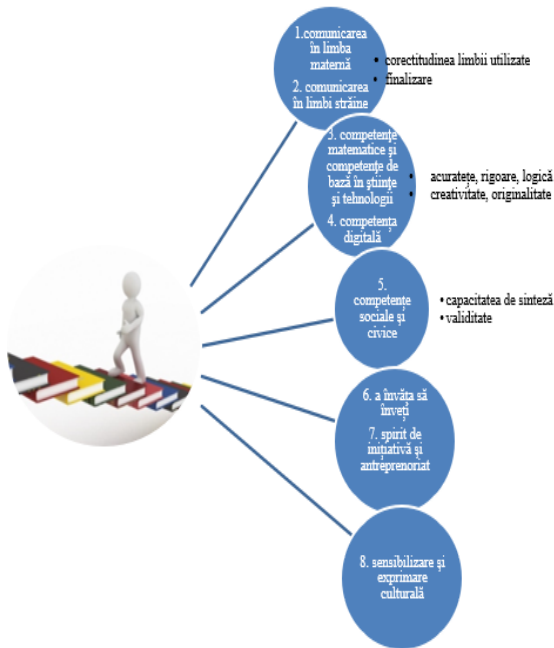 1.comunicarea
în limba
maternă
2. comunicarea
în limbi străine
• corectitudinea limbii utilizate
• finalizare
3. competențe
matematice și
competențe de
bază în științe
și tehnologii
4. competența
digitală
• acuratețe, rigoare, logică
• creativitate, originalitate
5.
competențe
sociale și
civice
• capacitatea de sinteză
• validitate
6. a învăța să
înveți
7. spirit de
inițiativă și
antreprenoriat
8. sensibilizare și
exprimare
culturală